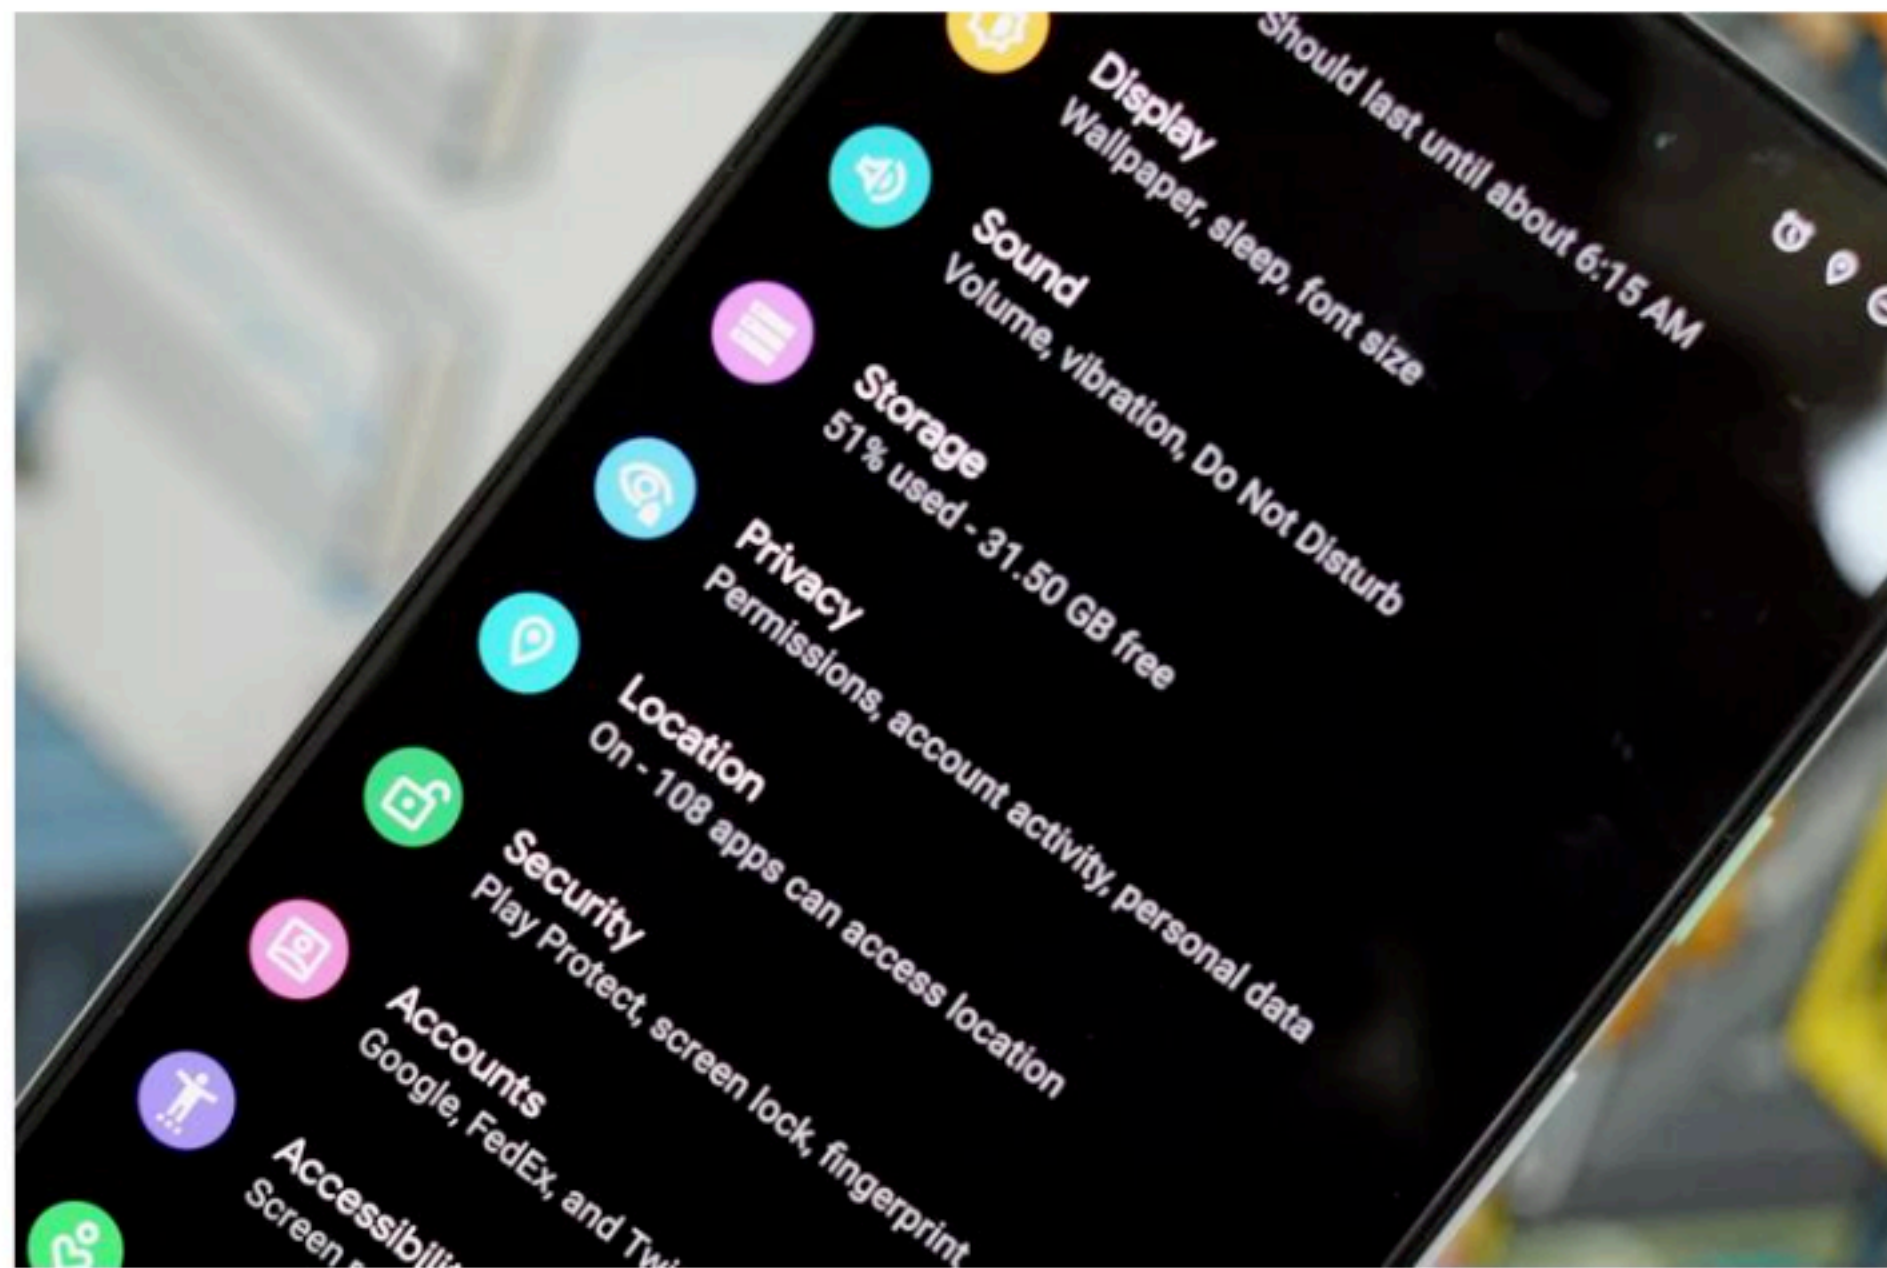 Should last until about 6:15 AM
Display
Wallpaper, sleep, font size
Sound
Volume, vibration, Do Not Disturb
Storage
51% used - 31.50 GB free
Privacy
Permissions, account activity, personal data
Location
On - 108 apps can access location
Security
Play Protect, screen lock, fingerprint
Accounts
Google, FedEx, and
Screen